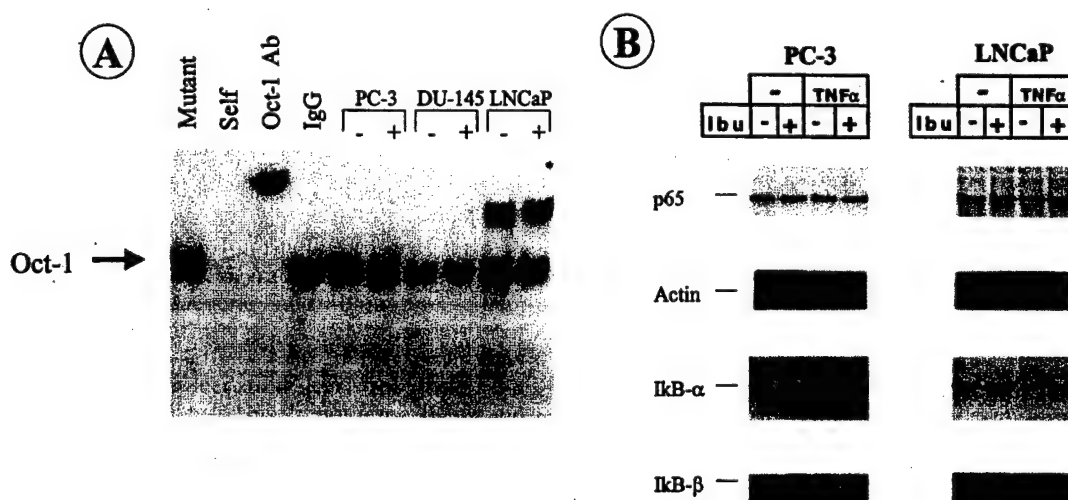 A
Mutant
Self
Oct-1 Ab
IgG
PC-3 DU-145 LNCaP
- + - + - +
Oct-1
B
PC-3
- TNFα
Ibu - + - +
LNCaP
- TNFα
Ibu - + - +
p65
Actin
IkB-α
IkB-β